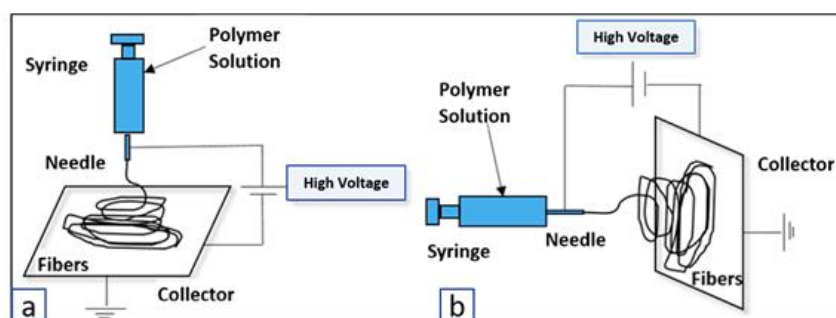 Polymer
Solution
Syringe
Needle
High Voltage
Fibers
Collector
a
High Voltage
Polymer
Solution
Collector
Syringe
Needle
Fibers
b